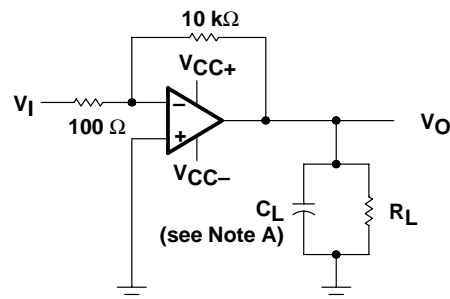 10 kΩ
VCC+
VI
−
100 Ω
+
VO
VCC−
CL
(see Note A)
RL